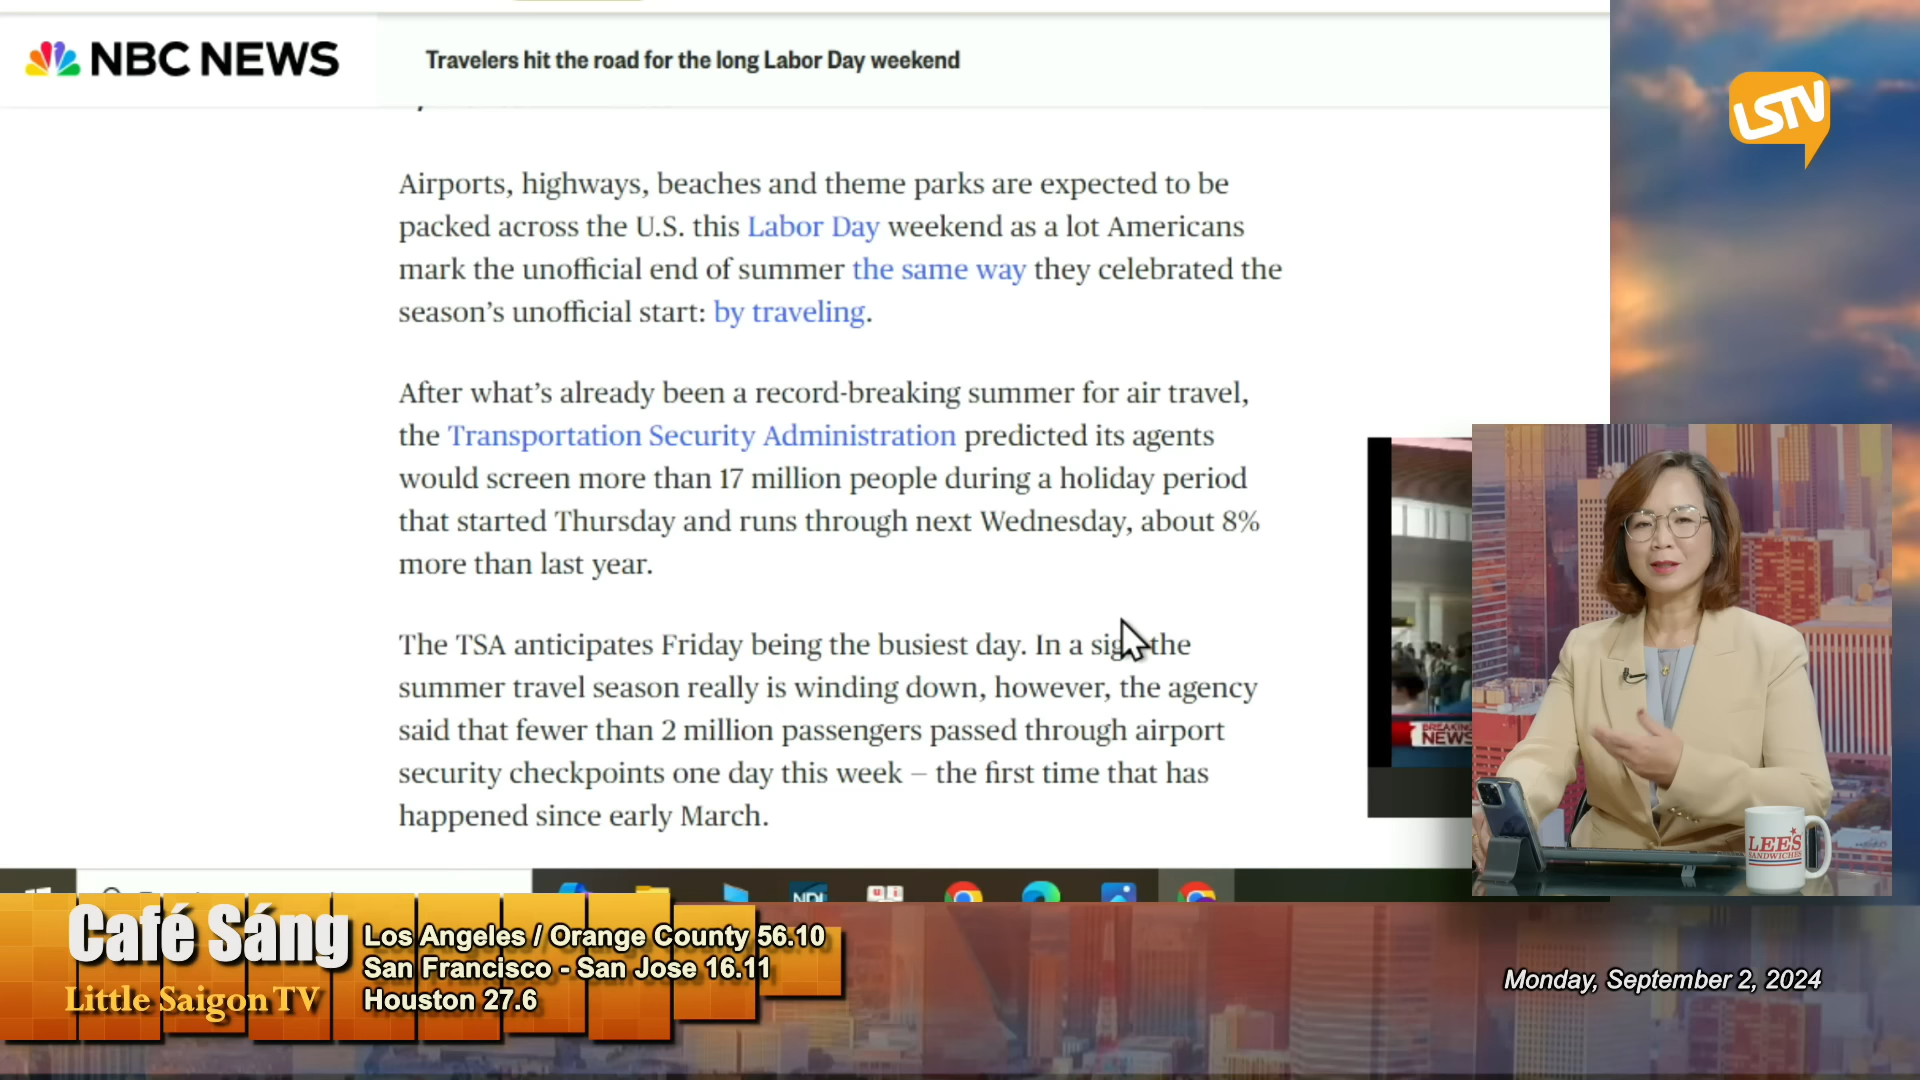 NBC NEWS
Travelers hit the road for the long Labor Day weekend
LSTV
Airports, highways, beaches and theme parks are expected to be
packed across the U.S. this Labor Day weekend as a lot Americans
mark the unofficial end of summer the same way they celebrated the
season’s unofficial start: by traveling.
After what’s already been a record-breaking summer for air travel,
the Transportation Security Administration predicted its agents
would screen more than 17 million people during a holiday period
that started Thursday and runs through next Wednesday, about 8%
more than last year.
The TSA anticipates Friday being the busiest day. In a sign the
summer travel season really is winding down, however, the agency
said that fewer than 2 million passengers passed through airport
security checkpoints one day this week – the first time that has
happened since early March.
BREAKING
NEWS
LEE'S
SANDWICHES
NDI
Café Sáng
Little Saigon TV
Los Angeles / Orange County 56.10
San Francisco - San Jose 16.11
Houston 27.6
Monday, September 2, 2024